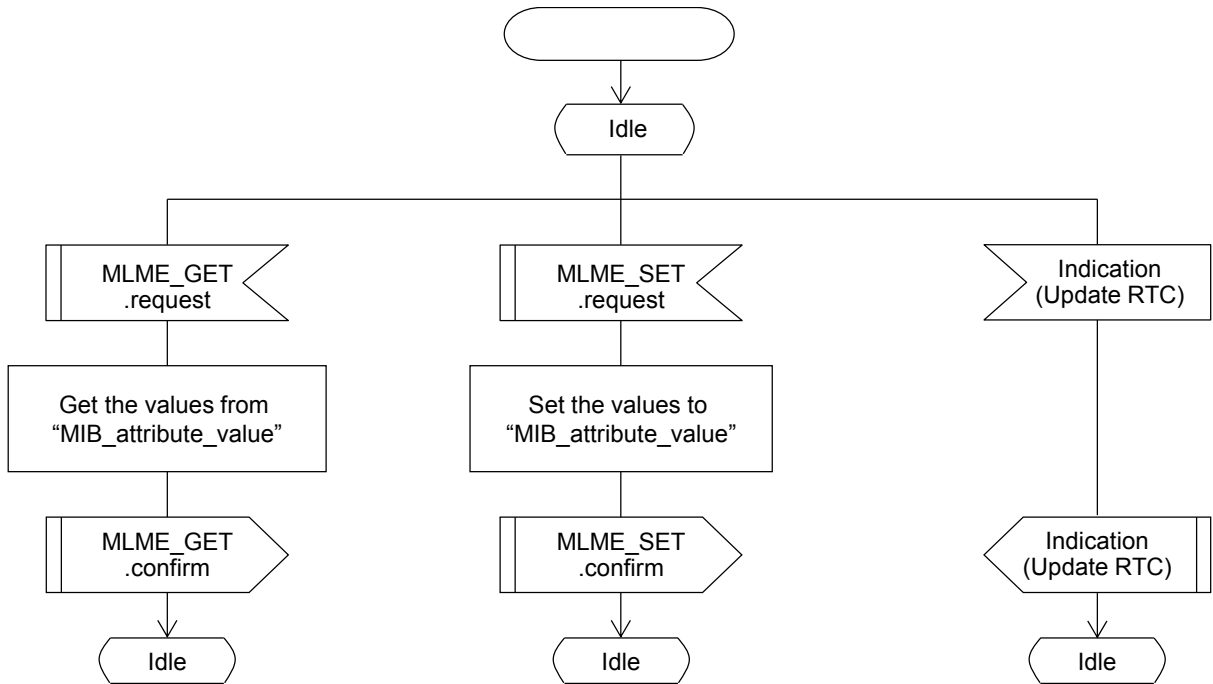 Idle
MLME_GET
.request
MLME_SET
.request
Indication
(Update RTC)
Get the values from
“MIB_attribute_value”
Set the values to
“MIB_attribute_value”
MLME_GET
.confirm
MLME_SET
.confirm
Indication
(Update RTC)
Idle
Idle
Idle